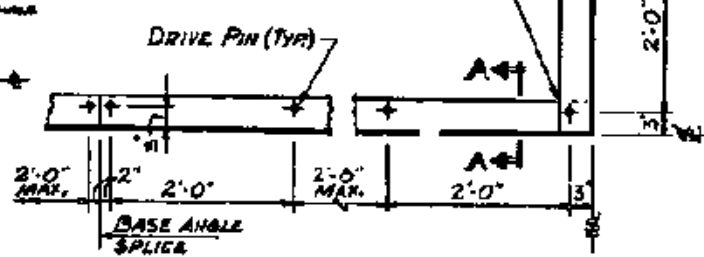 DRIVE PIN (TYP.)
2'-0"
A
3"
A
2'-0" MAX.
2"
2'-0"
2'-0" MAX.
2'-0"
3"
BASE ANGLE
SPLICE